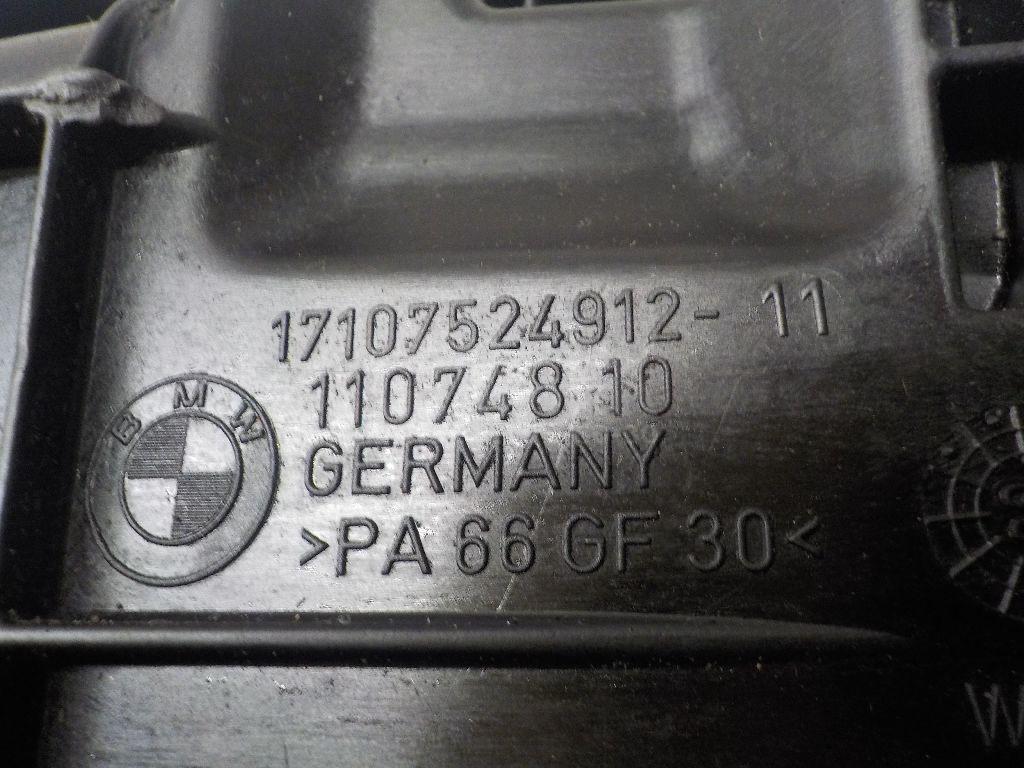 17107524912- 11
110748 10
BMW
GERMANY
>PA 66 GF 30<
W